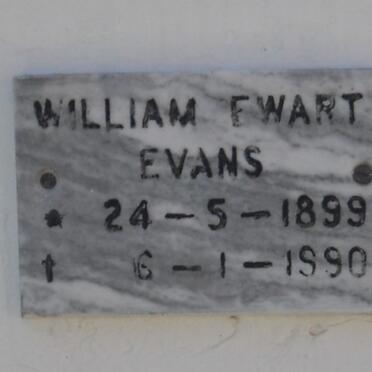 WILLIAM EWART
EVANS
* 24-5-1899
† 6-1-1990